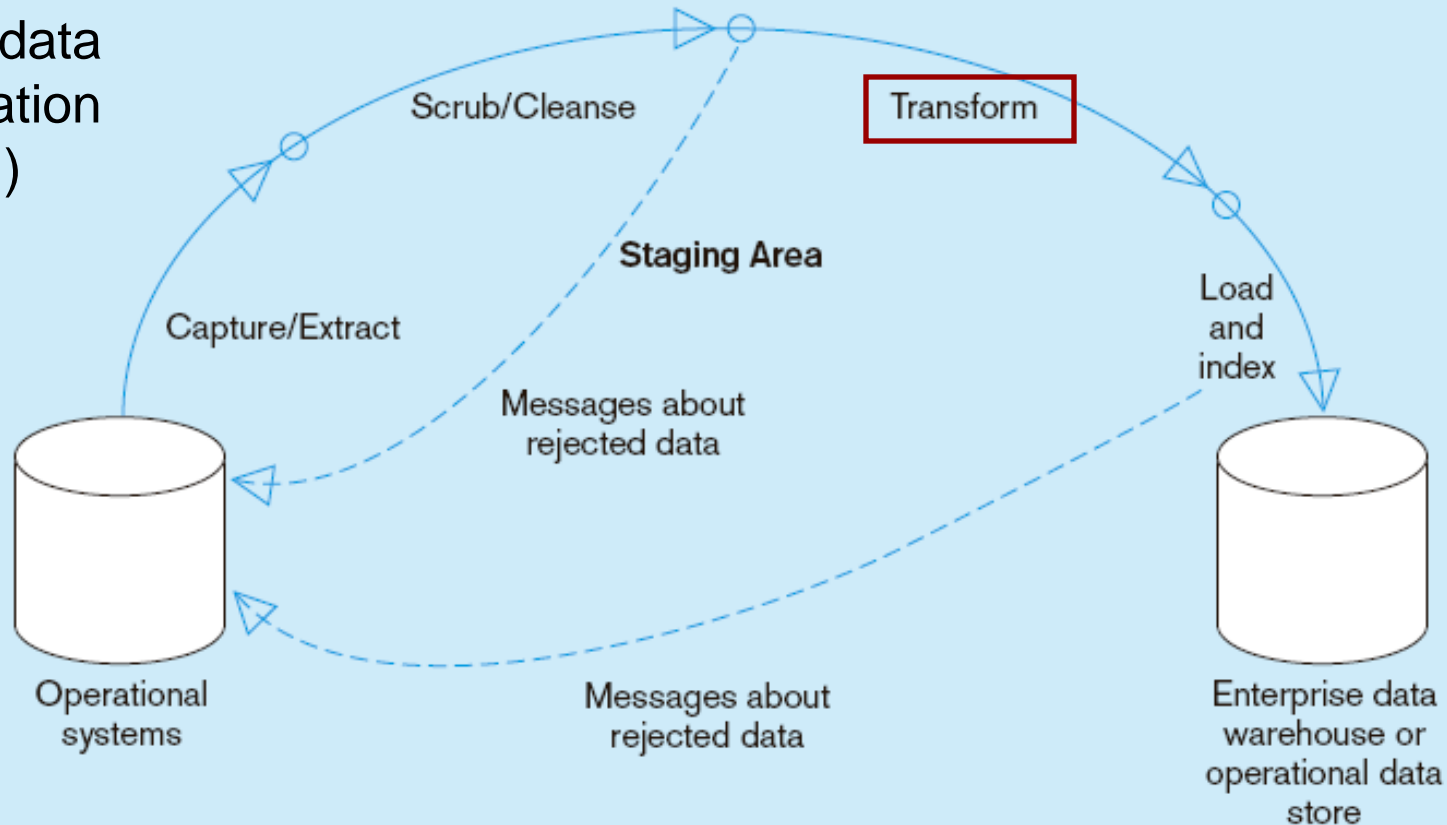 data
ation
)
Scrub/Cleanse
Transform
Staging Area
Capture/Extract
Load
and
index
Messages about
rejected data
Operational
systems
Messages about
rejected data
Enterprise data
warehouse or
operational data
store